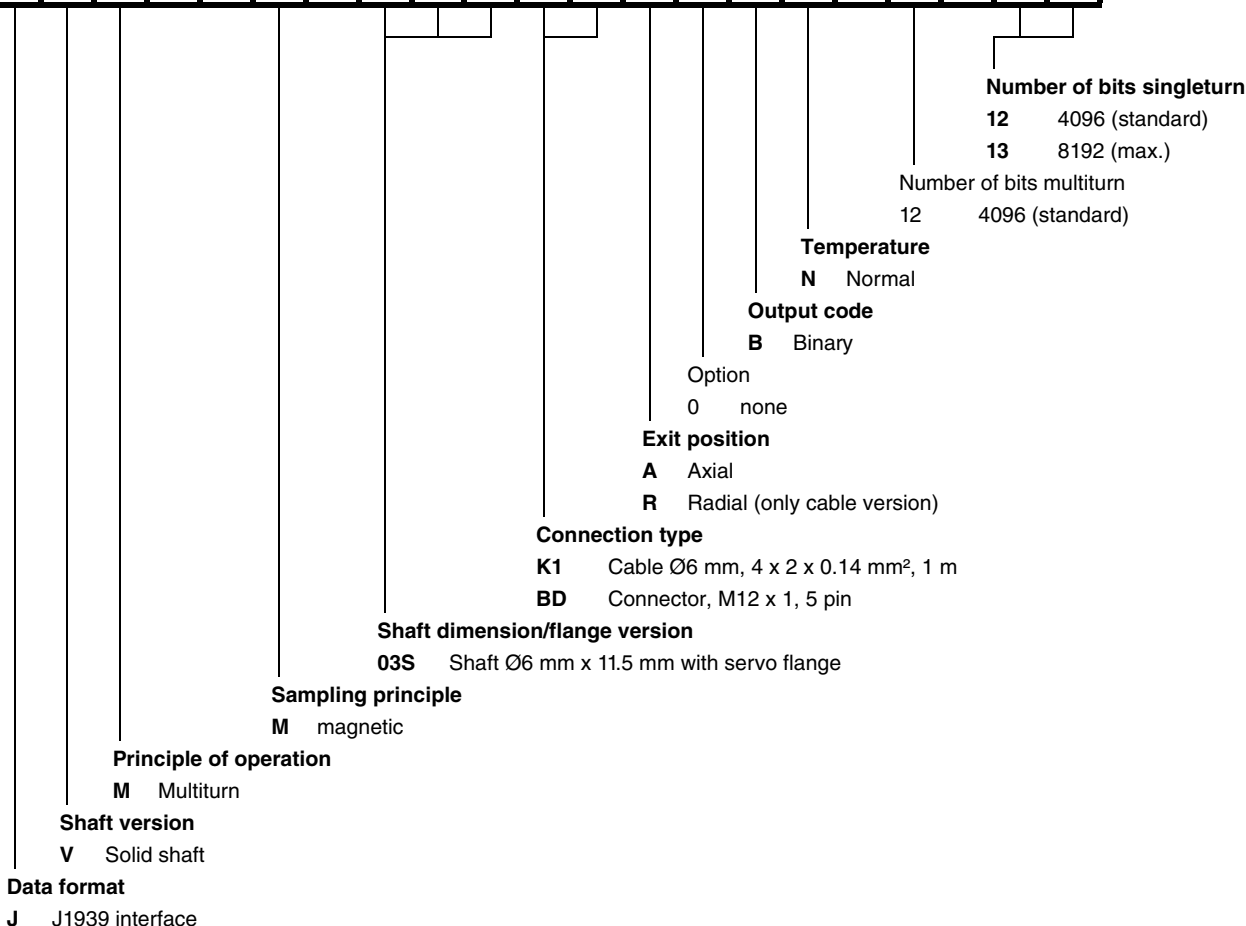 Number of bits singleturn
12 4096 (standard)
13 8192 (max.)
Number of bits multiturn
12 4096 (standard)
Temperature
N Normal
Output code
B Binary
Option
0 none
Exit position
A Axial
R Radial (only cable version)
Connection type
K1 Cable Ø6 mm, 4 x 2 x 0.14 mm², 1 m
BD Connector, M12 x 1, 5 pin
Shaft dimension/flange version
03S Shaft Ø6 mm x 11.5 mm with servo flange
Sampling principle
M magnetic
Principle of operation
M Multiturn
Shaft version
V Solid shaft
Data format
J J1939 interface